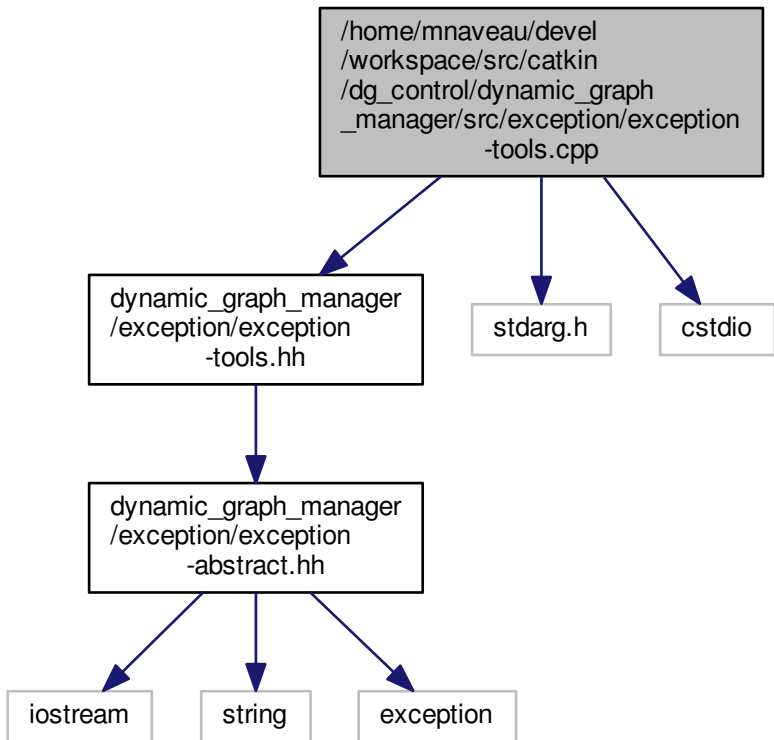 /home/mnaveau/devel
/workspace/src/catkin
/dg_control/dynamic_graph
_manager/src/exception/exception
-tools.cpp
dynamic_graph_manager
/exception/exception
-tools.hh
stdarg.h
cstdio
dynamic_graph_manager
/exception/exception
-abstract.hh
iostream
string
exception